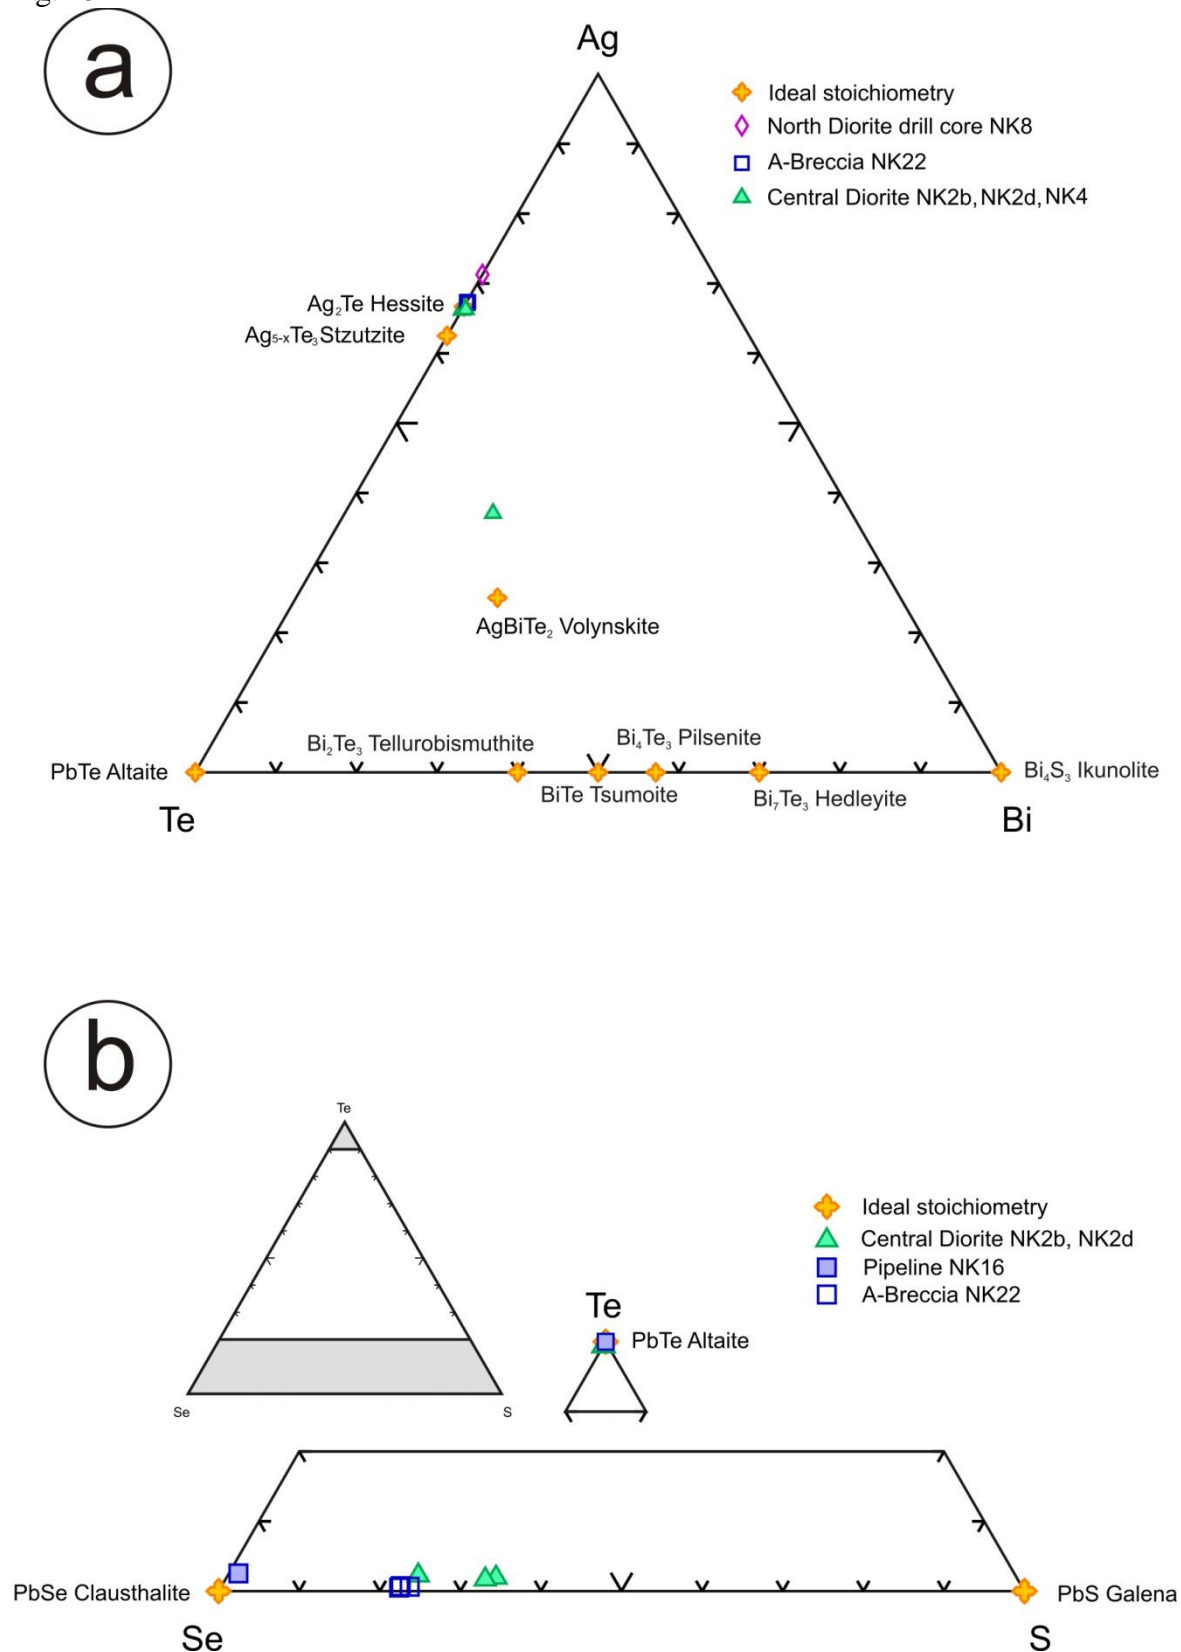 a
Ag
Ideal stoichiometry
North Diorite drill core NK8
A-Breccia NK22
Central Diorite NK2b, NK2d, NK4
Ag₂Te Hessite
Ag₅₋ₓTe₃ Stzutzite
AgBiTe₂ Volynskite
Bi₂Te₃ Tellurobismuthite
Bi₄Te₃ Pilsenite
PbTe Altaite
Bi₄S₃ Ikunolite
BiTe Tsumoite
Bi₇Te₃ Hedleyite
Te
Bi
b
Te
Ideal stoichiometry
Central Diorite NK2b, NK2d
Pipeline NK16
A-Breccia NK22
Te
PbTe Altaite
Se
S
PbSe Clausthalite
PbS Galena
Se
S